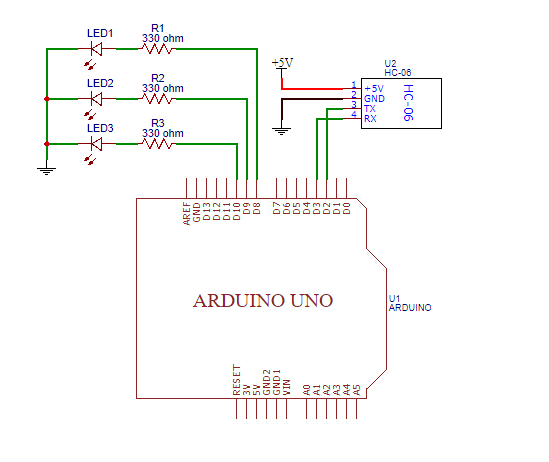 LED1
R1
330 ohm
LED2
R2
330 ohm
LED3
R3
330 ohm
+5V
U2
HC-06
1 +5V
2 GND
3 TX
4 RX
HC-06
AREF GND D13 D12 D11 D10 D9 D8 D7 D6 D5 D4 D3 D2 D1 D0
ARDUINO UNO
U1
ARDUINO
RESET 3V 5V GND2 GND1 VIN A0 A1 A2 A3 A4 A5